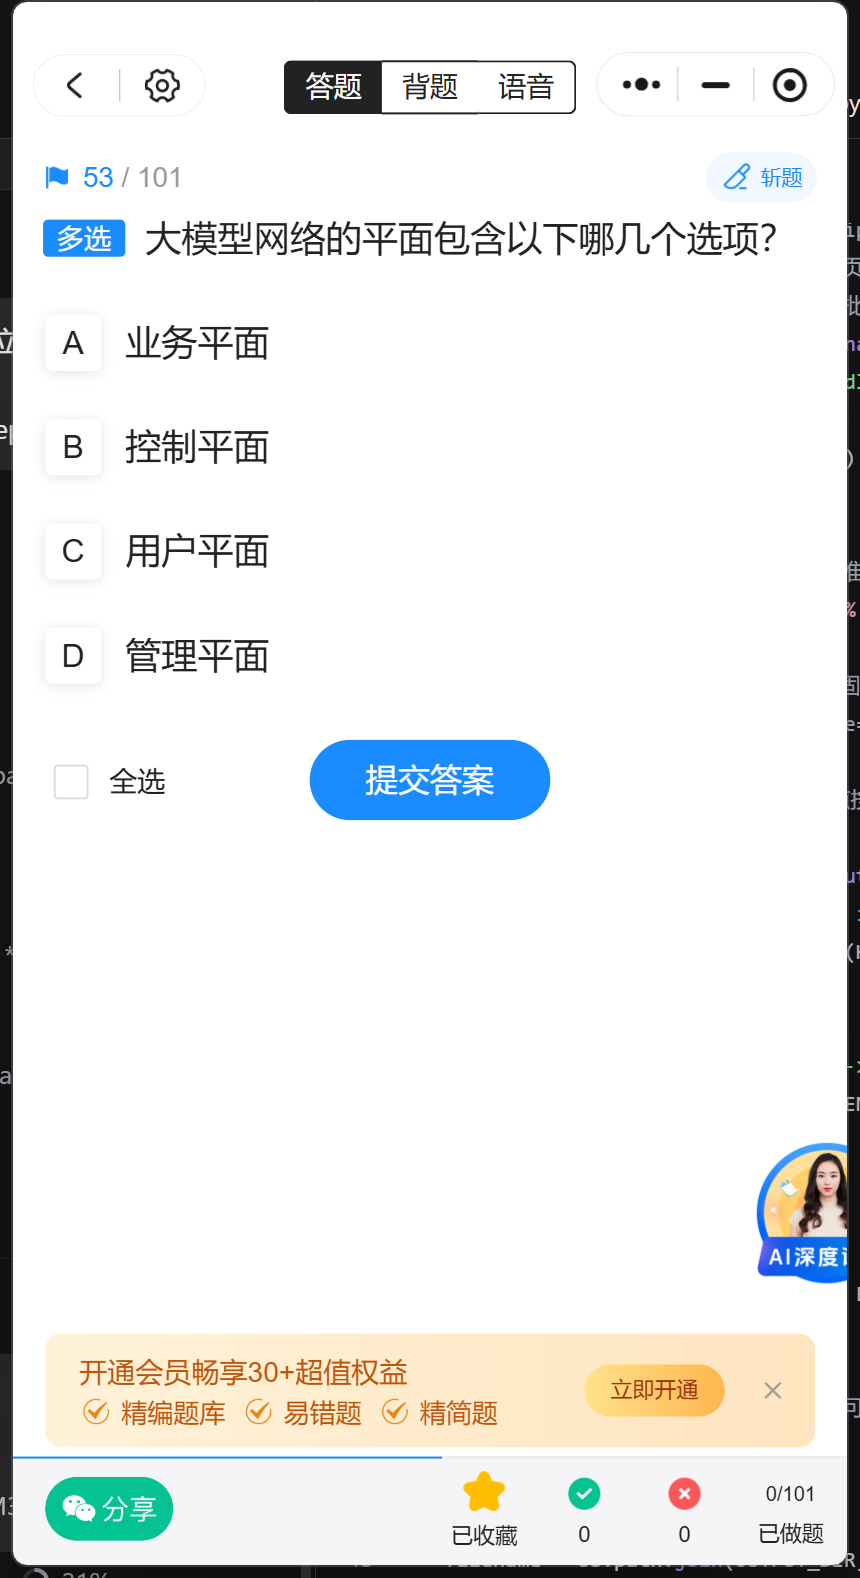 答题 背题 语音
53 / 101 斩题
多选 大模型网络的平面包含以下哪几个选项?
A 业务平面
B 控制平面
C 用户平面
D 管理平面
全选 提交答案
AI深度
开通会员畅享30+超值权益
精编题库 易错题 精简题
立即开通
分享
已收藏
0
0
0/101
已做题